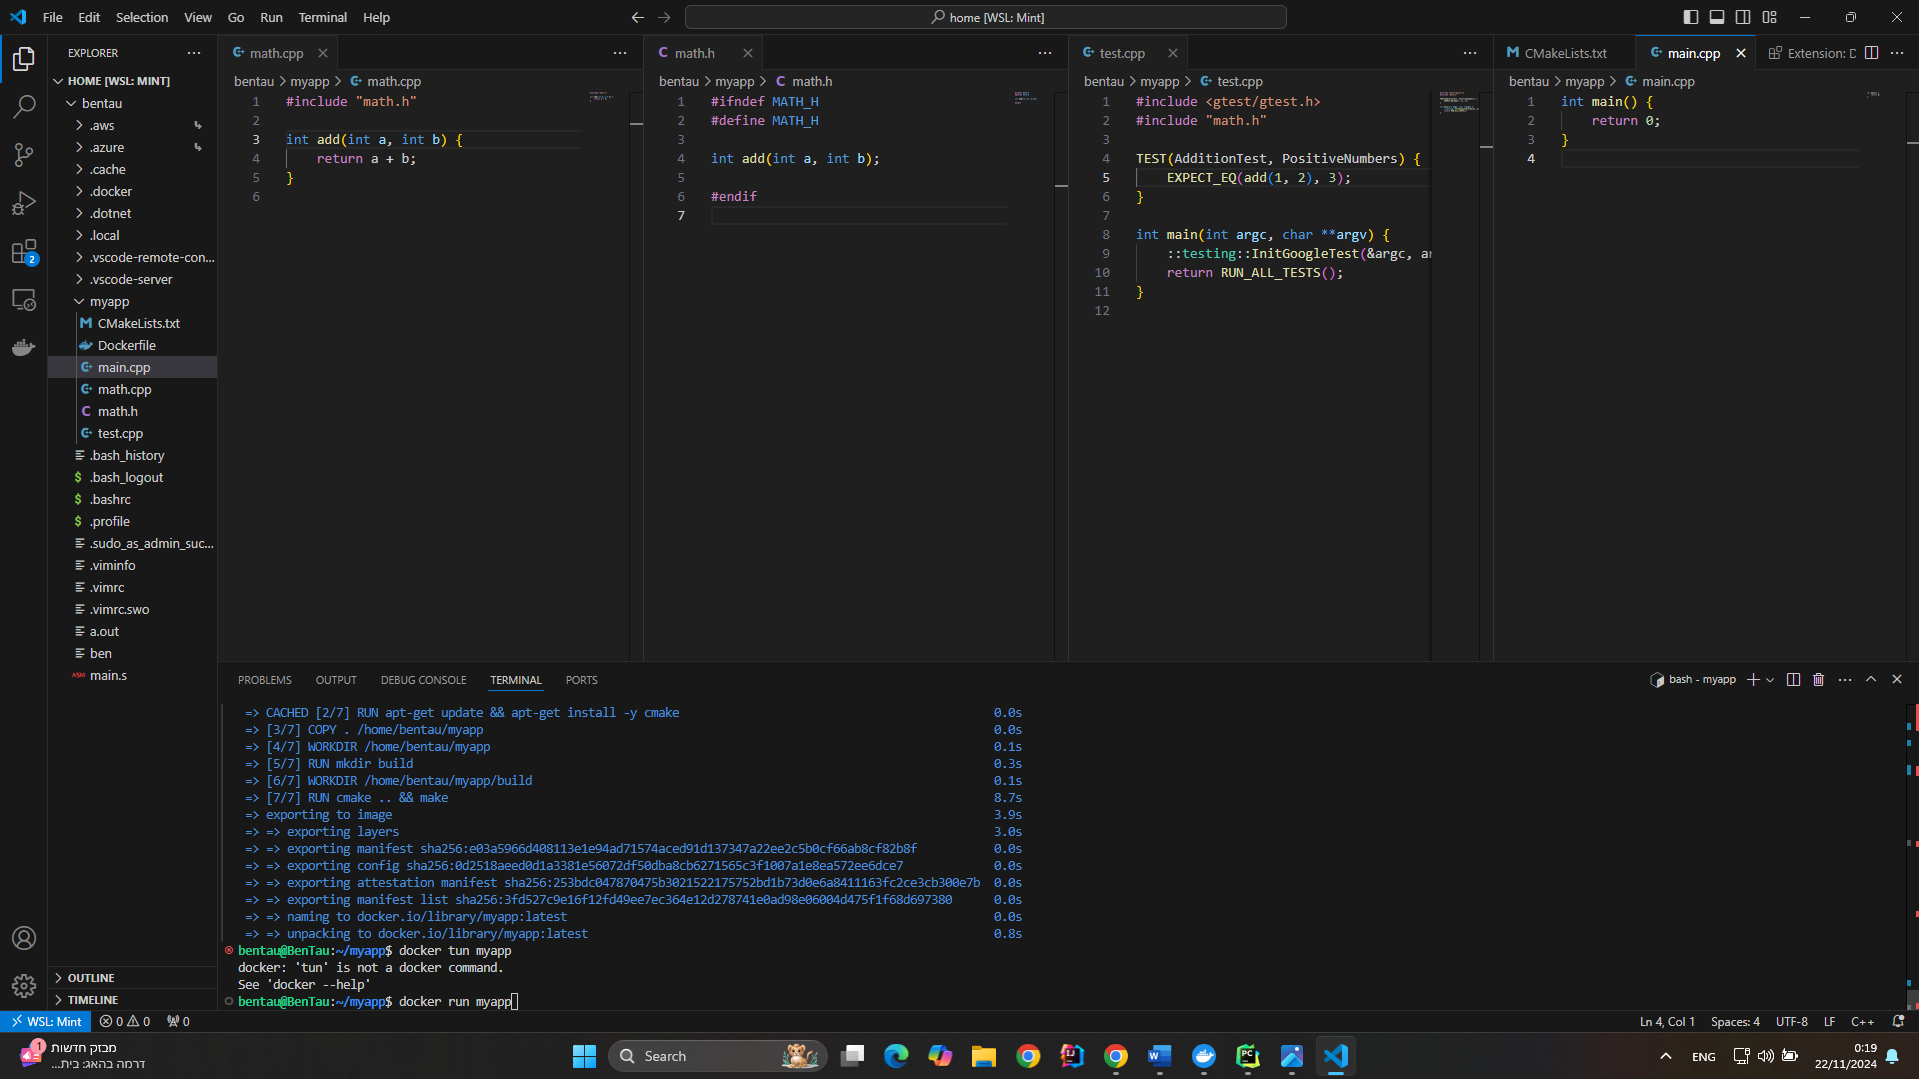 File Edit Selection View Go Run Terminal Help
home [WSL: Mint]
EXPLORER
HOME [WSL: MINT]
bentau
.aws
.azure
.cache
.docker
.dotnet
.local
.vscode-remote-con...
.vscode-server
myapp
CMakeLists.txt
Dockerfile
main.cpp
math.cpp
math.h
test.cpp
.bash_history
.bash_logout
.bashrc
.profile
.sudo_as_admin_suc...
.viminfo
.vimrc
.vimrc.swo
a.out
ben
main.s
OUTLINE
TIMELINE
2
math.cpp
bentau > myapp > math.cpp
1 #include "math.h"
2
3 int add(int a, int b) {
4 return a + b;
5 }
6
math.h
bentau > myapp > math.h
1 #ifndef MATH_H
2 #define MATH_H
3
4 int add(int a, int b);
5
6 #endif
7
test.cpp
bentau > myapp > test.cpp
1 #include <gtest/gtest.h>
2 #include "math.h"
3
4 TEST(AdditionTest, PositiveNumbers) {
5 EXPECT_EQ(add(1, 2), 3);
6 }
7
8 int main(int argc, char **argv) {
9 ::testing::InitGoogleTest(&argc, ar
10 return RUN_ALL_TESTS();
11 }
12
CMakeLists.txt main.cpp Extension: D
bentau > myapp > main.cpp
1 int main() {
2 return 0;
3 }
4
PROBLEMS OUTPUT DEBUG CONSOLE TERMINAL PORTS
bash - myapp
=> CACHED [2/7] RUN apt-get update && apt-get install -y cmake 0.0s
=> [3/7] COPY . /home/bentau/myapp 0.0s
=> [4/7] WORKDIR /home/bentau/myapp 0.1s
=> [5/7] RUN mkdir build 0.3s
=> [6/7] WORKDIR /home/bentau/myapp/build 0.1s
=> [7/7] RUN cmake .. && make 8.7s
=> exporting to image 3.9s
=> => exporting layers 3.0s
=> => exporting manifest sha256:e03a5966d408113e1e94ad71574aced91d137347a22ee2c5b0cf66ab8cf82b8f 0.0s
=> => exporting config sha256:0d2518aeed0d1a3381e56072df50dba8cb6271565c3f1007a1e8ea572ee6dce7 0.0s
=> => exporting attestation manifest sha256:253bdc047870475b3021522175752bd1b73d0e6a8411163fc2ce3cb300e7b 0.0s
=> => exporting manifest list sha256:3fd527c9e16f12fd49ee7ec364e12d278741e0ad98e06004d475f1f68d697380 0.0s
=> => naming to docker.io/library/myapp:latest 0.0s
=> => unpacking to docker.io/library/myapp:latest 0.8s
bentau@BenTau:~/myapp$ docker tun myapp
docker: 'tun' is not a docker command.
See 'docker --help'
bentau@BenTau:~/myapp$ docker run myapp
WSL: Mint 0 0 0
Ln 4, Col 1 Spaces: 4 UTF-8 LF C++
1
מבזק חדשות
דרמה בהאג: בית...
Search
ENG
0:19
22/11/2024